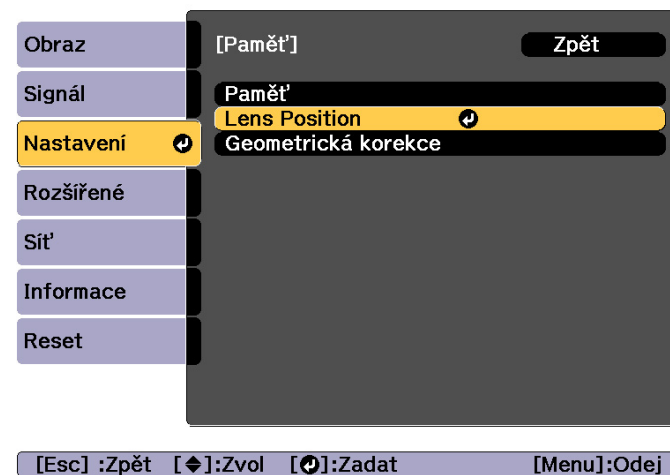 Obraz
Signál
Nastavení
Rozšířené
Síť
Informace
Reset
[Paměť] Zpět
Paměť
Lens Position
Geometrická korekce
[Esc] :Zpět [ ]:Zvol [ ]:Zadat [Menu]:Odej